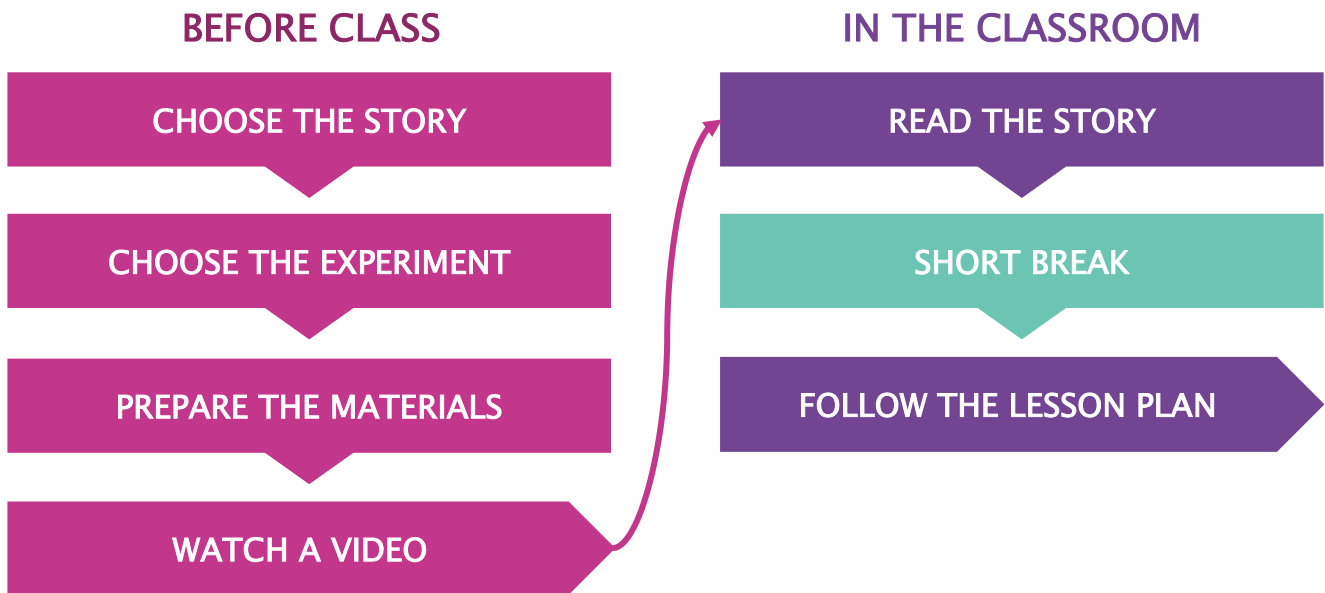 BEFORE CLASS
CHOOSE THE STORY
CHOOSE THE EXPERIMENT
PREPARE THE MATERIALS
WATCH A VIDEO
IN THE CLASSROOM
READ THE STORY
SHORT BREAK
FOLLOW THE LESSON PLAN